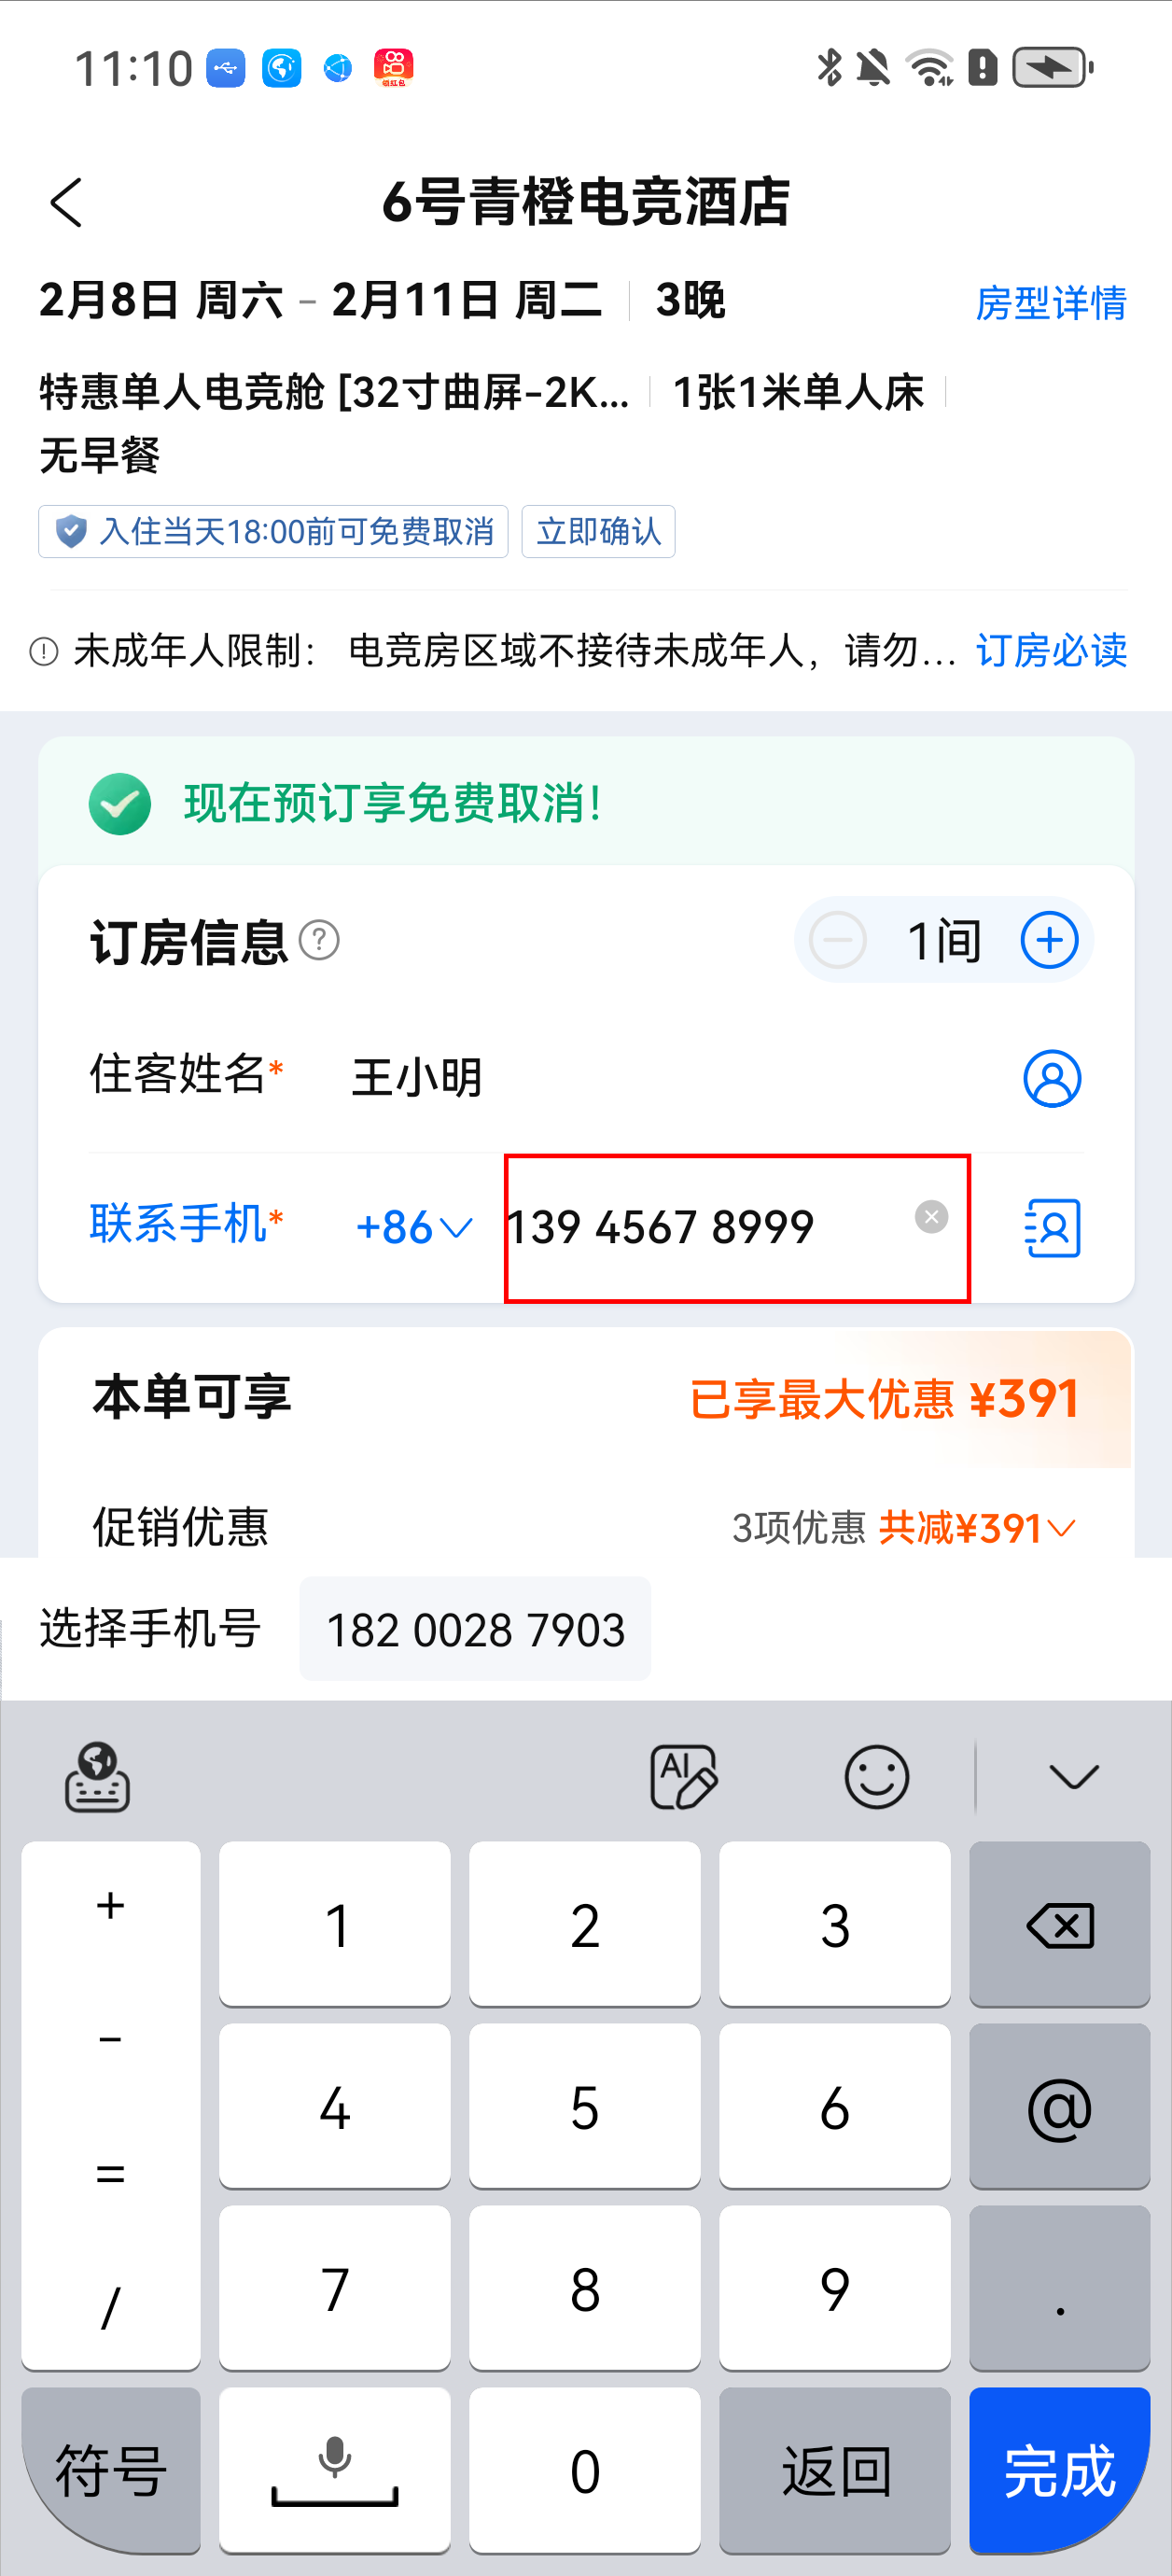 11:10
领红包
6号青橙电竞酒店
2月8日 周六 - 2月11日 周二 3晚 房型详情
特惠单人电竞舱 [32寸曲屏-2K... 1张1米单人床
无早餐
入住当天18:00前可免费取消 立即确认
未成年人限制： 电竞房区域不接待未成年人，请勿... 订房必读
现在预订享免费取消！
订房信息 ? 1间
住客姓名* 王小明
联系手机* +86 139 4567 8999
本单可享 已享最大优惠 ¥391
促销优惠 3项优惠 共减¥391
选择手机号 182 0028 7903
AI
+ 1 2 3
- 4 5 6 @
= 7 8 9 .
/
符号 0 返回 完成